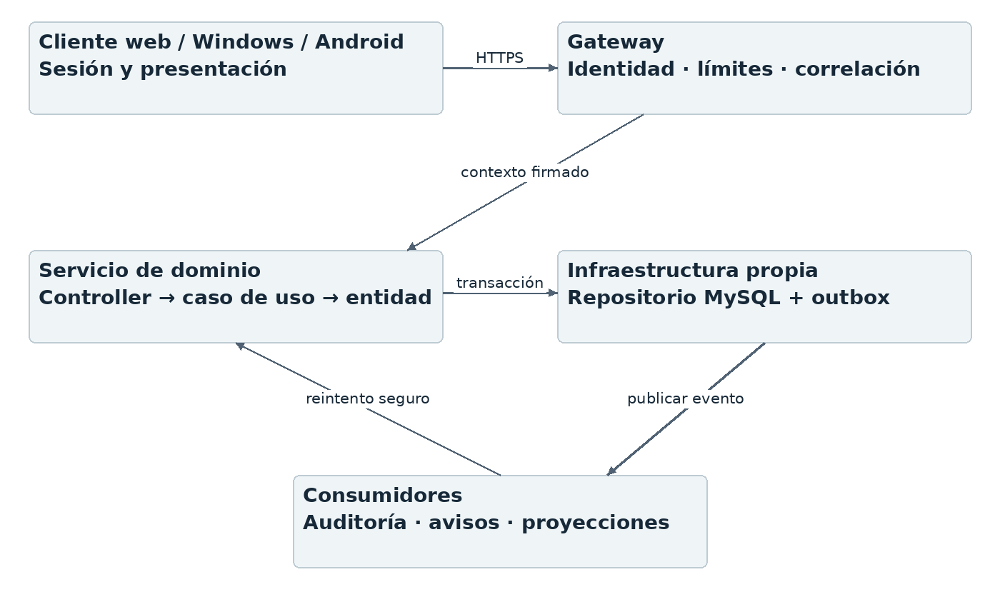 Cliente web / Windows / Android
Sesión y presentación
HTTPS
Gateway
Identidad · límites · correlación
contexto firmado
Servicio de dominio
Controller → caso de uso → entidad
transacción
Infraestructura propia
Repositorio MySQL + outbox
reintento seguro
publicar evento
Consumidores
Auditoría · avisos · proyecciones